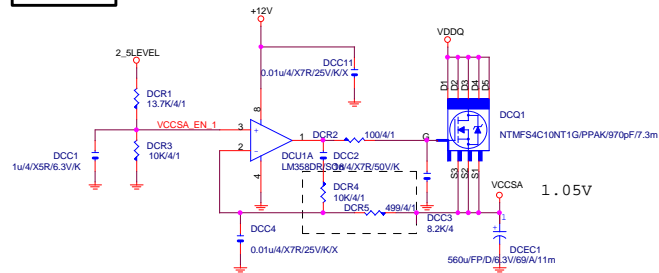 +12V
VDDQ
2_5LEVEL
DCC11
0.01u/4/X7R/25V/K/X
D1
D2
D3
D4
D5
DCR1
13.7K/4/1
8
DCQ1
VCCSA_EN_1
3
+
1
DCR2
100/4/1
G
NTMFS4C10NT1G/PPAK/970pF/7.3m
DCC1
1u/4/X5R/6.3V/K
DCR3
10K/4/1
2
-
4
DCU1A
DCC2
S3
S2
S1
VCCSA
1.05V
DCR4
10K/4/1
DCR5
499/4/1
DCC3
8.2K/4
1
+
DCC4
0.01u/4/X7R/25V/K/X
DCEC1
560u/FP/D/6.3V/69/A/11m